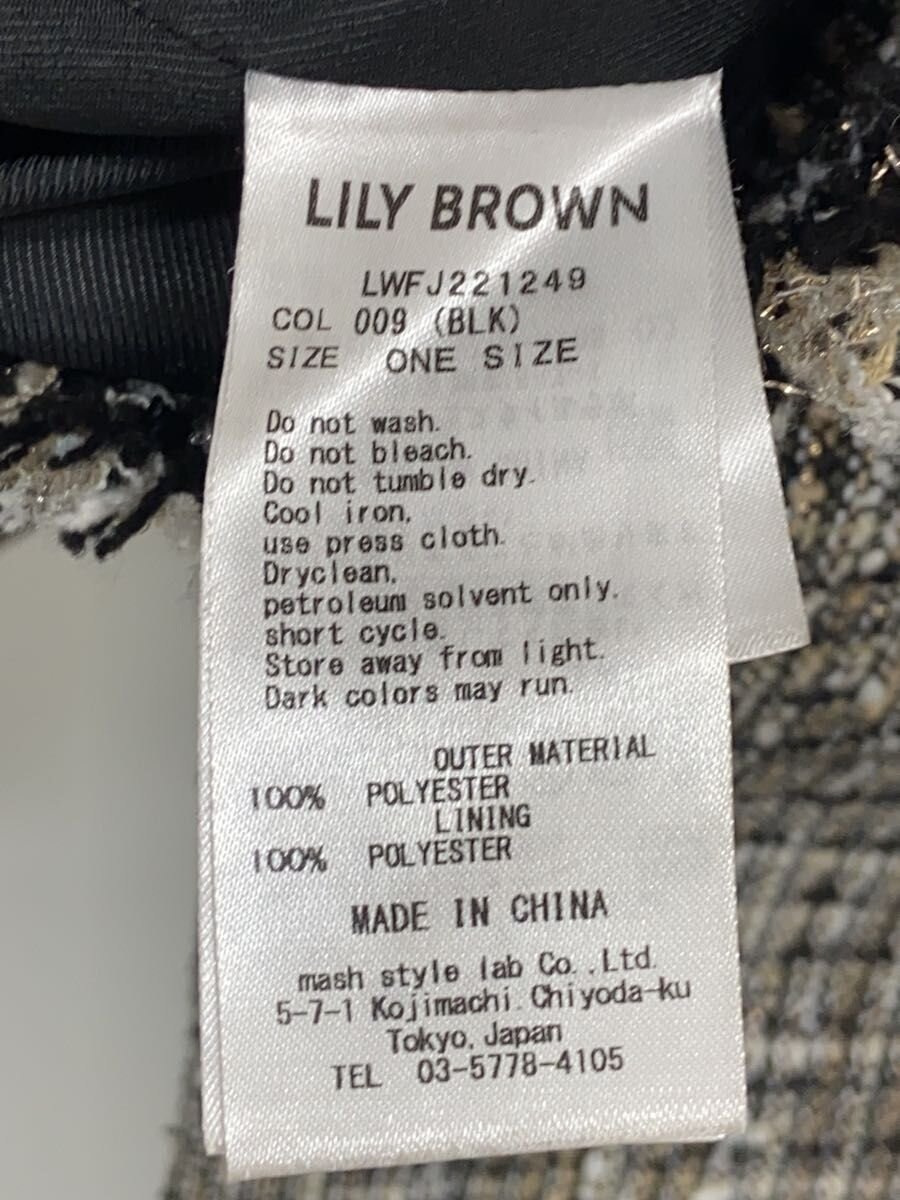 LILY BROWN
LWFJ221249
COL 009 (BLK)
SIZE ONE SIZE
Do not wash.
Do not bleach.
Do not tumble dry.
Cool iron.
use press cloth.
Dryclean.
petroleum solvent only.
short cycle.
Store away from light.
Dark colors may run.
OUTER MATERIAL
100% POLYESTER
LINING
100% POLYESTER
MADE IN CHINA
mash style lab Co.,Ltd.
5-7-1 Kojimachi.Chiyoda-ku
Tokyo.Japan
TEL 03-5778-4105